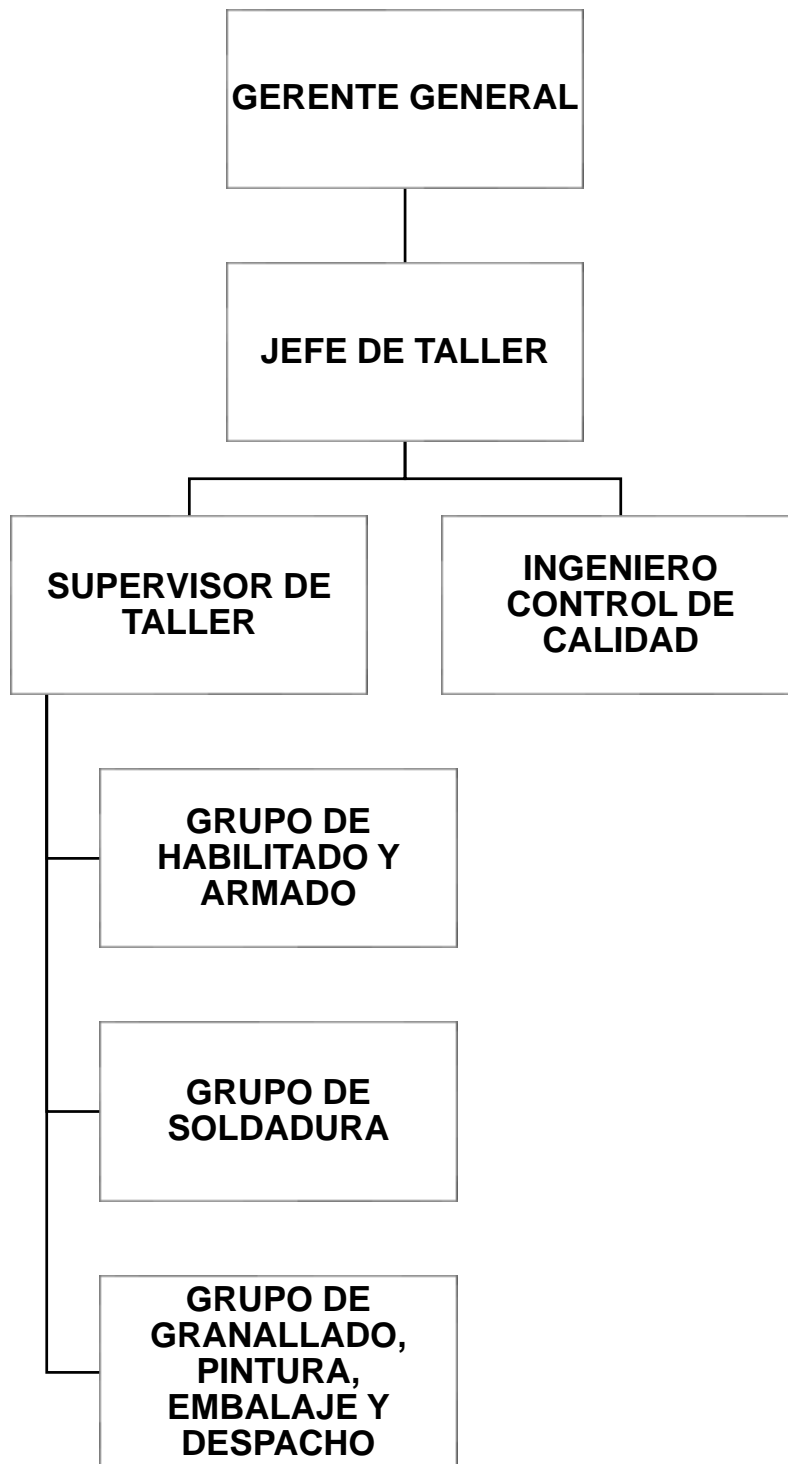 GERENTE GENERAL
JEFE DE TALLER
SUPERVISOR DE
TALLER
INGENIERO
CONTROL DE
CALIDAD
GRUPO DE
HABILITADO Y
ARMADO
GRUPO DE
SOLDADURA
GRUPO DE
GRANALLADO,
PINTURA,
EMBALAJE Y
DESPACHO